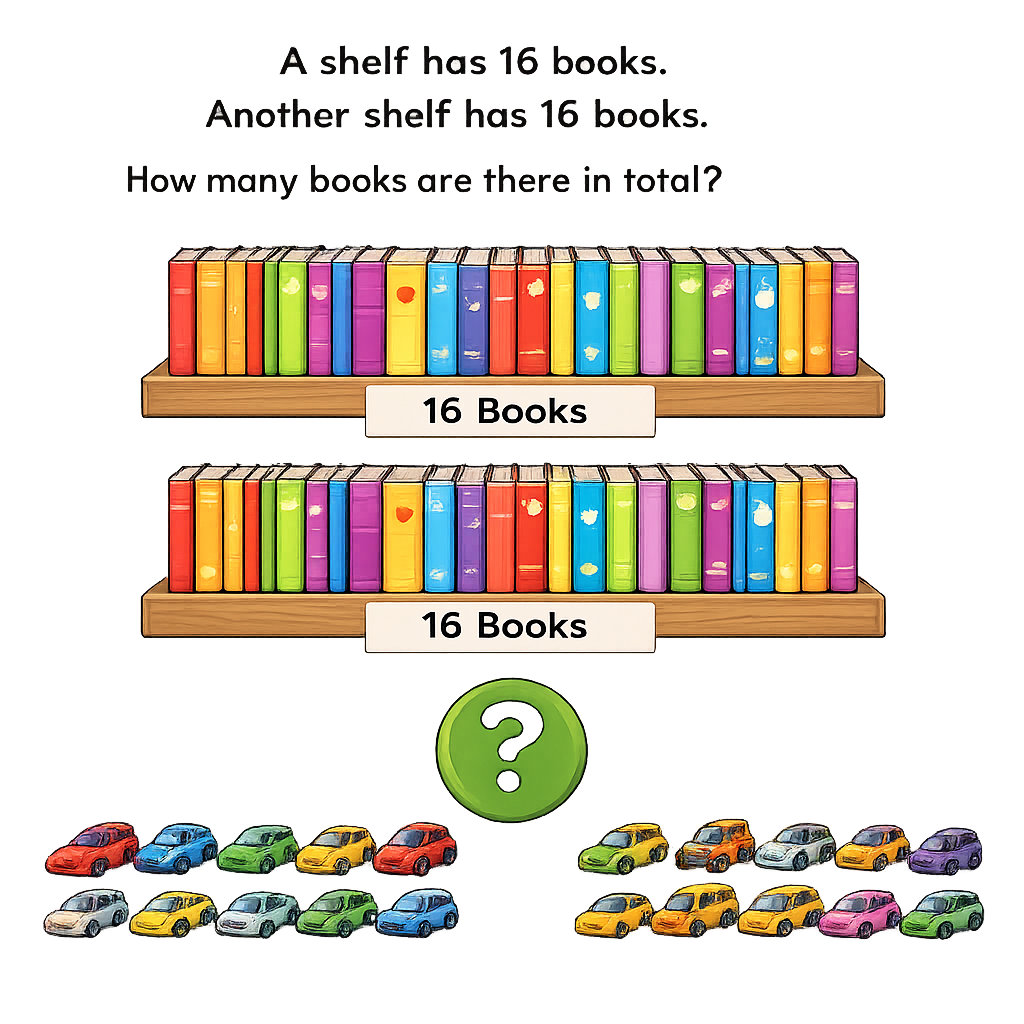 A shelf has 16 books.
Another shelf has 16 books.
How many books are there in total?
16 Books
16 Books
?